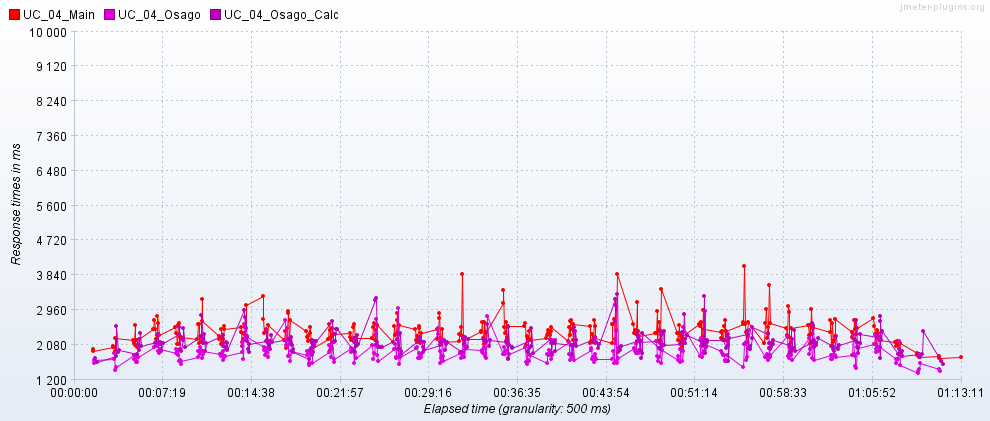 jmeter-plugins.org
UC_04_Main UC_04_Osago UC_04_Osago_Calc
10 000
9 120
8 240
7 360
6 480
5 600
4 720
3 840
2 960
2 080
1 200
Response times in ms
00:00:00 00:07:19 00:14:38 00:21:57 00:29:16 00:36:35 00:43:54 00:51:14 00:58:33 01:05:52 01:13:11
Elapsed time (granularity: 500 ms)